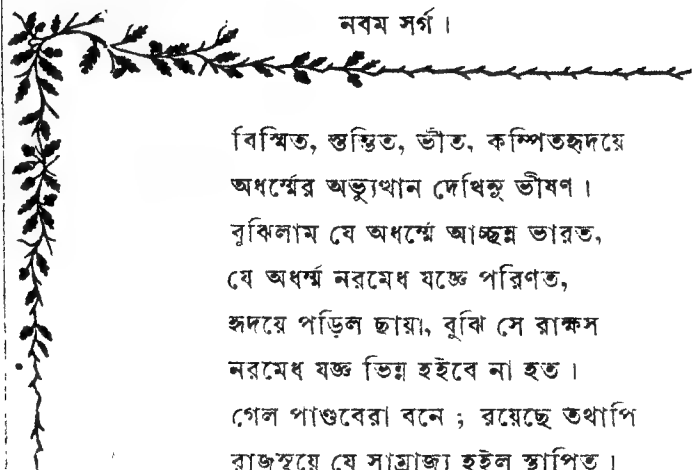 নবম সর্গ ।
বিস্মিত, স্তম্ভিত, ভীত, কম্পিতহৃদয়ে
অধর্ম্মের অভ্যুত্থান দেখিনু ভীষণ ।
বুঝিলাম যে অধর্ম্মে আচ্ছন্ন ভারত,
যে অধর্ম্ম নরমেধ যজ্ঞে পরিণত,
হৃদয়ে পড়িল ছায়া, বুঝি সে রাক্ষস
নরমেধ যজ্ঞ ভিন্ন হইবে না হত ।
গেল পাণ্ডবেরা বনে ; রয়েছে তথাপি
রাজসূয়ে যে সাম্রাজ্য হইল স্থাপিত ।